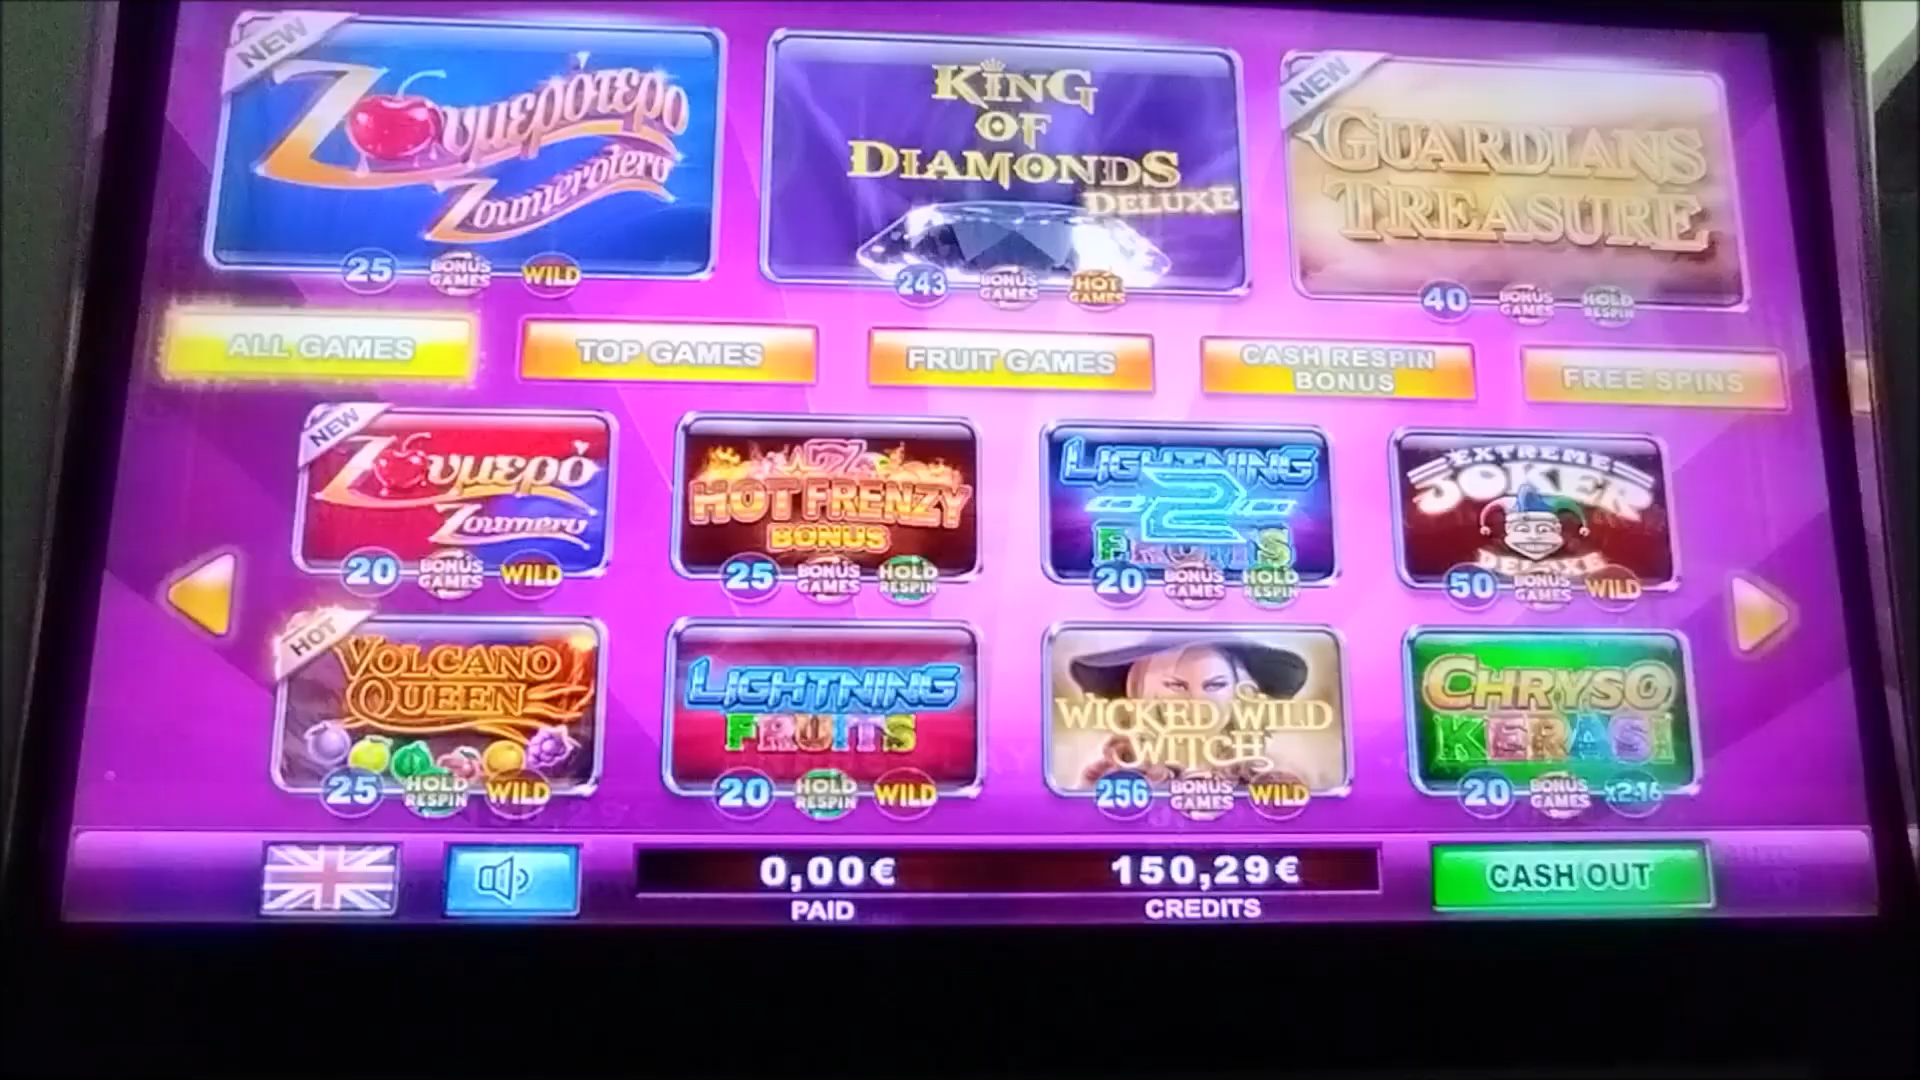 NEW
Ζουμερότερο
Zoumerotero
25
BONUS GAMES
WILD
KING
OF
DIAMONDS
DELUXE
243
BONUS GAMES
HOT GAMES
NEW
GUARDIANS
TREASURE
40
BONUS GAMES
HOLD RESPIN
ALL GAMES
TOP GAMES
FRUIT GAMES
CASH RESPIN
BONUS
FREE SPINS
NEW
Ζουμερό
Zoumero
20
BONUS GAMES
WILD
HOT FRENZY
BONUS
25
BONUS GAMES
HOLD RESPIN
LIGHTNING
2
FRUITS
20
BONUS GAMES
HOLD RESPIN
EXTREME
JOKER
DELUXE
50
BONUS GAMES
WILD
HOT
VOLCANO
QUEEN
25
HOLD RESPIN
WILD
LIGHTNING
FRUITS
20
HOLD RESPIN
WILD
WICKED WILD
WITCH
256
BONUS GAMES
WILD
CHRYSO
KERASI
20
BONUS GAMES
0,00€
PAID
150,29€
CREDITS
CASH OUT